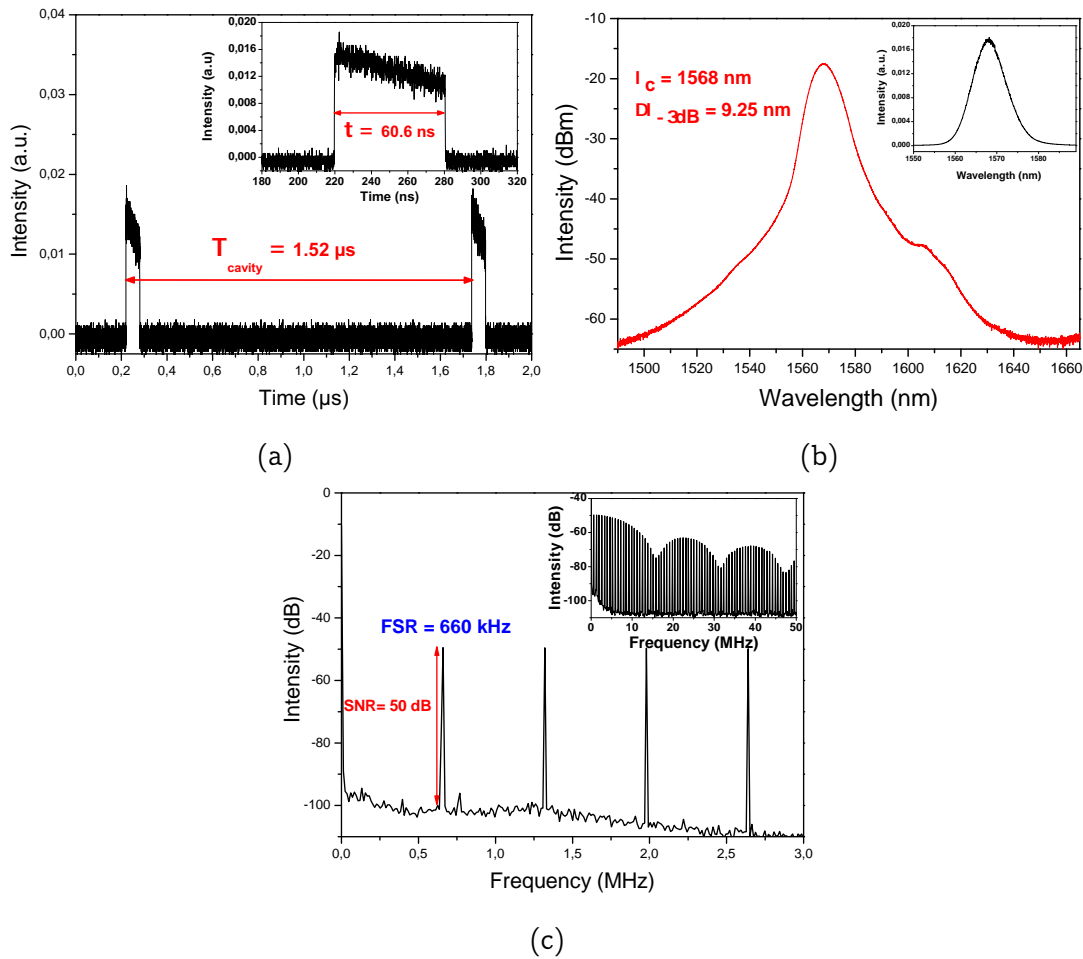 0,04
0,03
0,02
0,01
0,00
Intensity (a.u.)
0,0 0,2 0,4 0,6 0,8 1,0 1,2 1,4 1,6 1,8 2,0
Time (µs)
T cavity = 1.52 µs
0,020
0,016
0,012
0,008
0,004
0,000
Intensity (a.u)
t = 60.6 ns
180 200 220 240 260 280 300 320
Time (ns)
(a)
-10
-20
-30
-40
-50
-60
Intensity (dBm)
1500 1520 1540 1560 1580 1600 1620 1640 1660
Wavelength (nm)
l c = 1568 nm
Dl - 3dB = 9.25 nm
0,020
0,016
0,012
0,008
0,004
0,000
Intensity (a.u.)
1550 1560 1570 1580
Wavelength (nm)
(b)
0
-20
-40
-60
-80
-100
Intensity (dB)
0,0 0,5 1,0 1,5 2,0 2,5 3,0
Frequency (MHz)
FSR = 660 kHz
SNR= 50 dB
-40
-60
-80
-100
Intensity (dB)
0 10 20 30 40 50
Frequency (MHz)
(c)